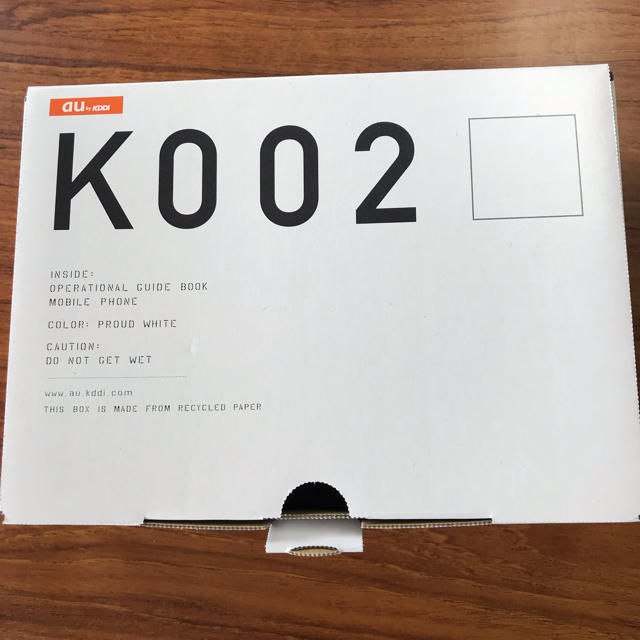 au by KDDI
K002
INSIDE:
OPERATIONAL GUIDE BOOK
MOBILE PHONE
COLOR: PROUD WHITE
CAUTION:
DO NOT GET WET
www.au.kddi.com
THIS BOX IS MADE FROM RECYCLED PAPER